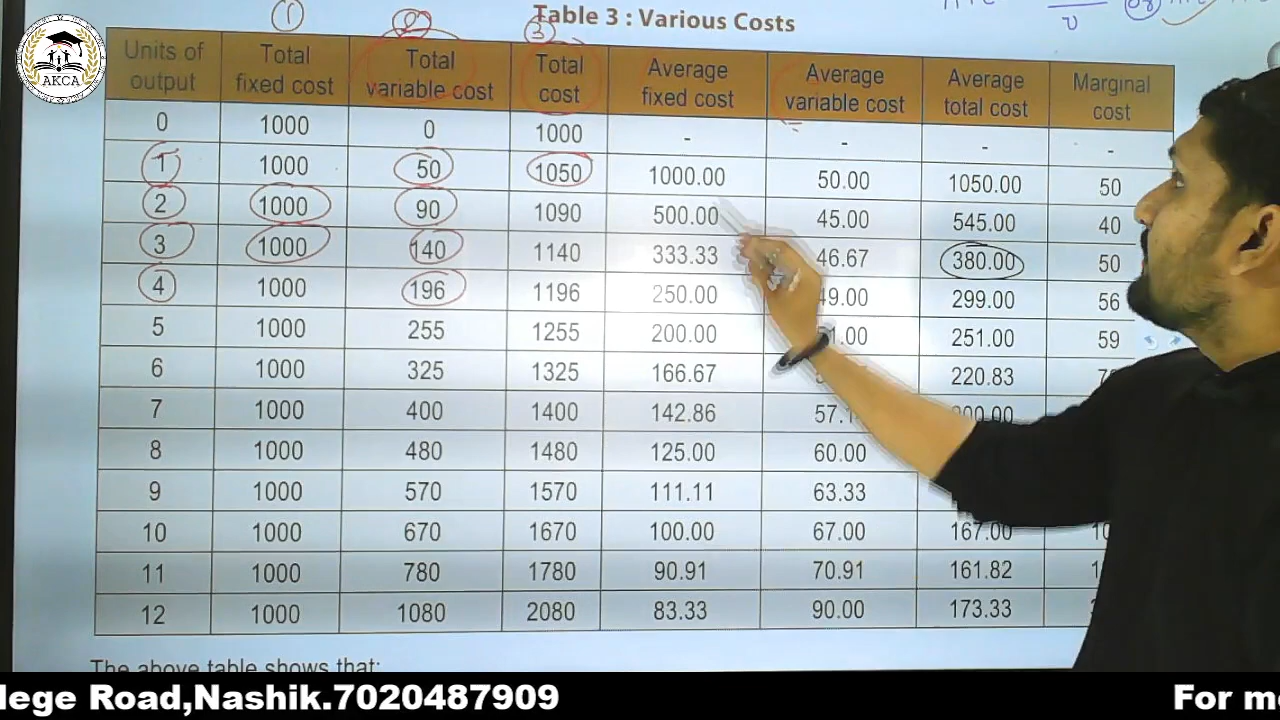 AKCA
Table 3 : Various Costs
1 2 3
Units of output Total fixed cost Total variable cost Total cost Average fixed cost Average variable cost Average total cost Marginal cost
0 1000 0 1000 - - - -
1 1000 50 1050 1000.00 50.00 1050.00 50
2 1000 90 1090 500.00 45.00 545.00 40
3 1000 140 1140 333.33 46.67 380.00 50
4 1000 196 1196 250.00 49.00 299.00 56
5 1000 255 1255 200.00 251.00 59
6 1000 325 1325 166.67 220.83
7 1000 400 1400 142.86
8 1000 480 1480 125.00 60.00
9 1000 570 1570 111.11 63.33
10 1000 670 1670 100.00 67.00 167.00
11 1000 780 1780 90.91 70.91 161.82
12 1000 1080 2080 83.33 90.00 173.33
The above table shows that:
lege Road,Nashik.7020487909 For m